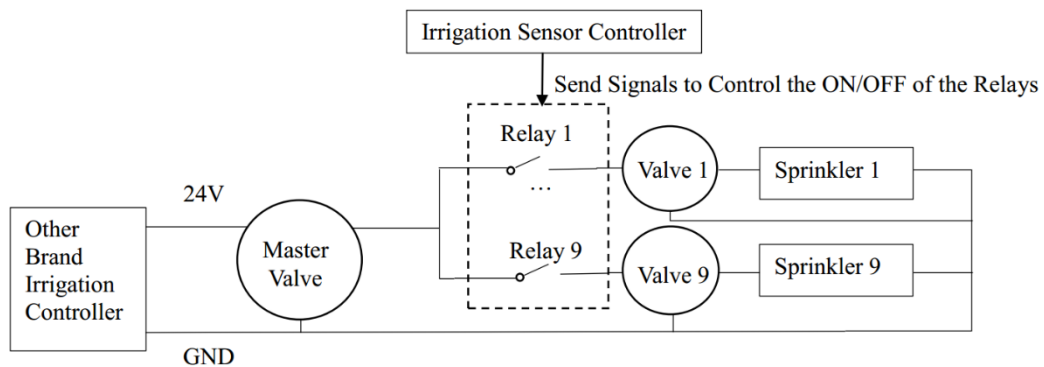 Irrigation Sensor Controller
Send Signals to Control the ON/OFF of the Relays
Relay 1
...
Valve 1
Sprinkler 1
24V
Other
Brand
Irrigation
Controller
Master
Valve
Relay 9
Valve 9
Sprinkler 9
GND